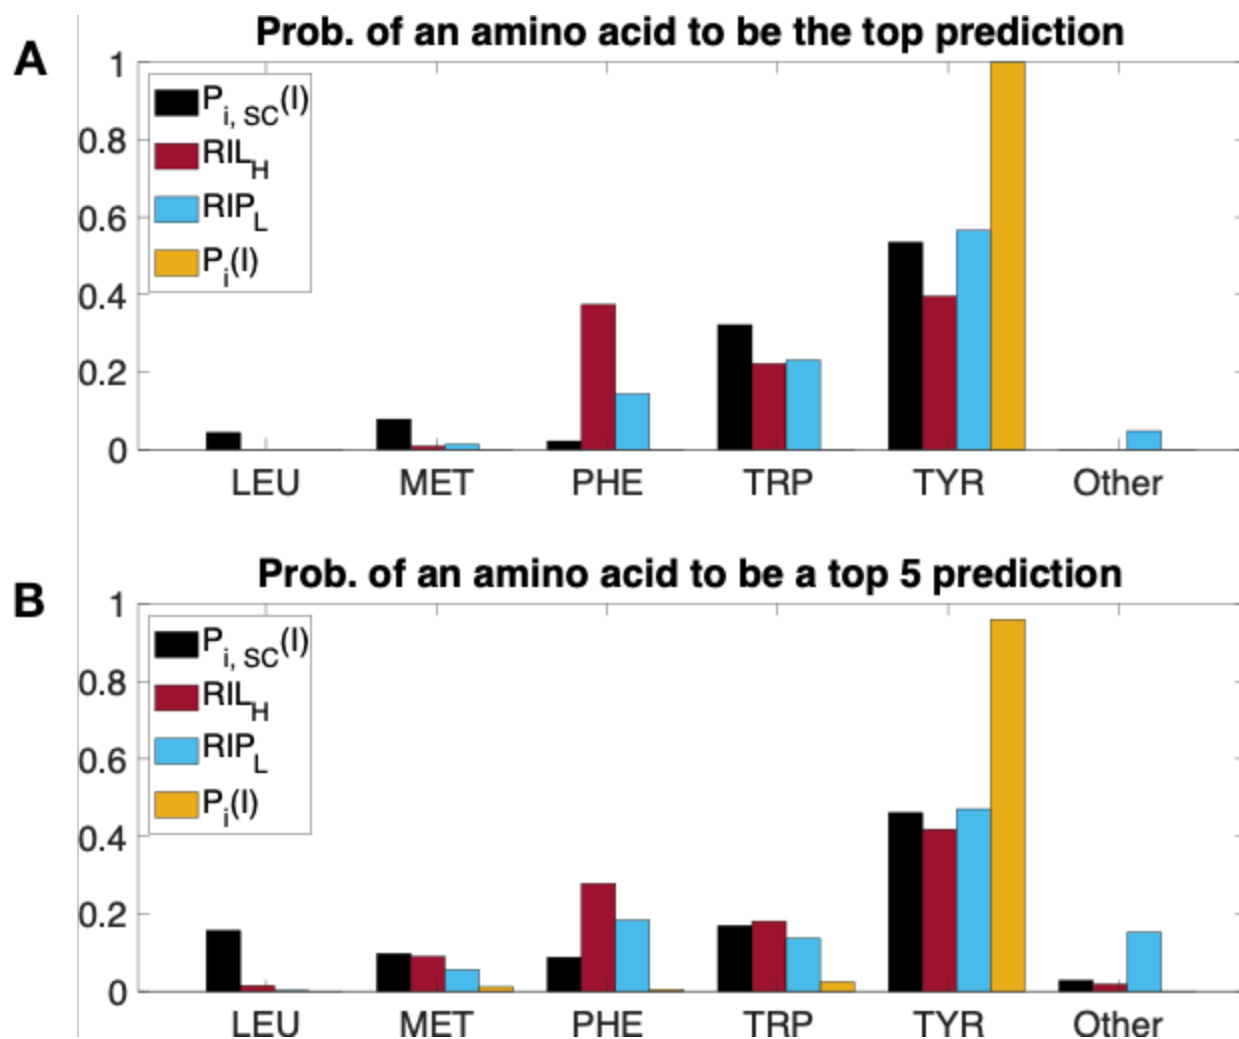 A
Prob. of an amino acid to be the top prediction
1
0.8
0.6
0.4
0.2
0
P i, SC (I)
RIL H
RIP L
P i (I)
LEU MET PHE TRP TYR Other
B
Prob. of an amino acid to be a top 5 prediction
1
0.8
0.6
0.4
0.2
0
P i, SC (I)
RIL H
RIP L
P i (I)
LEU MET PHE TRP TYR Other